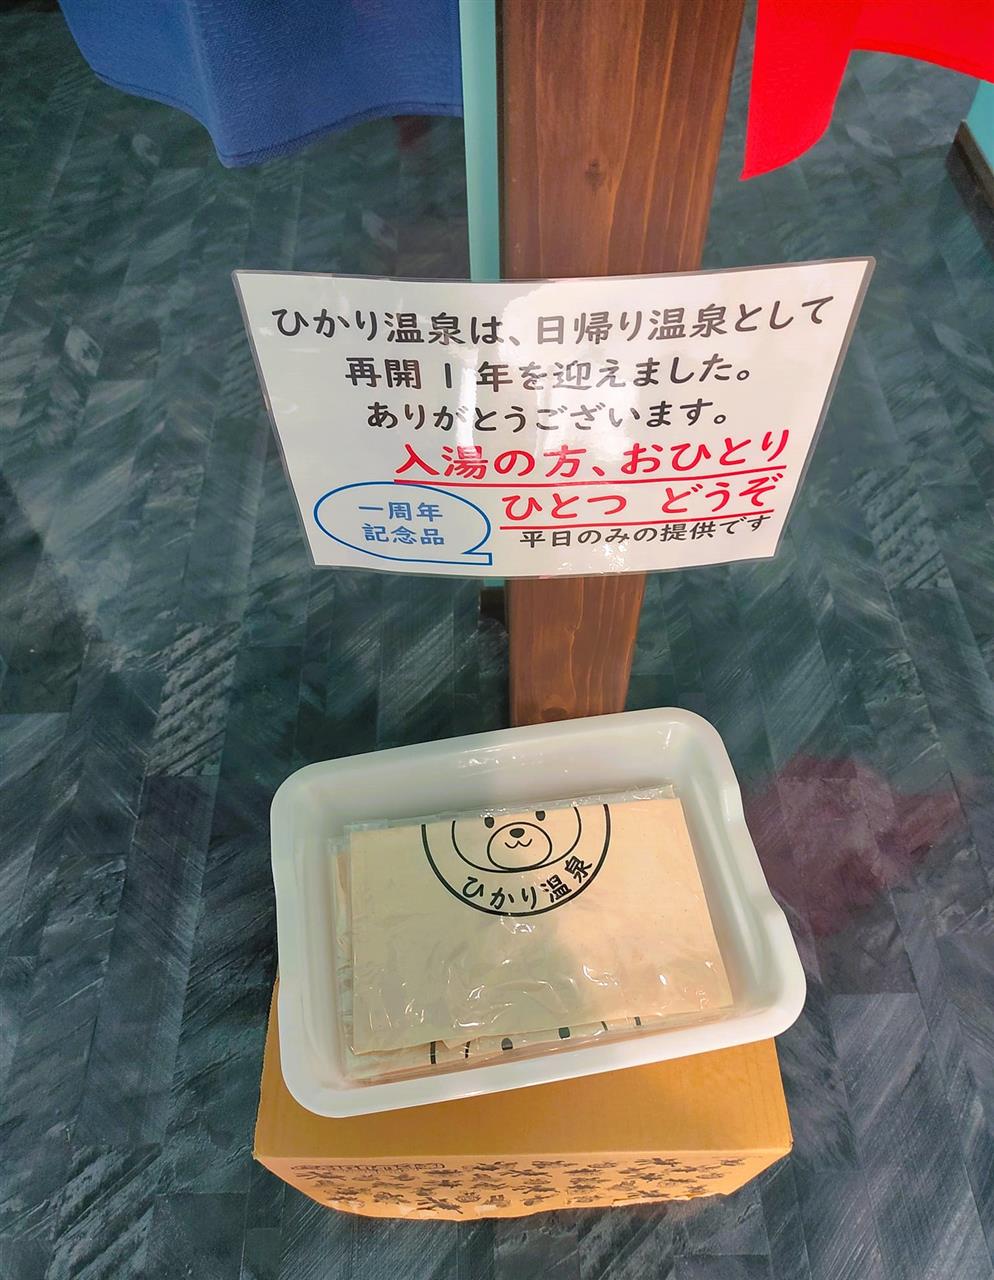 ひかり温泉は、日帰り温泉として
再開1年を迎えました。
ありがとうございます。
入湯の方、おひとり
ひとつ どうぞ
平日のみの提供です
一周年
記念品
ひかり温泉